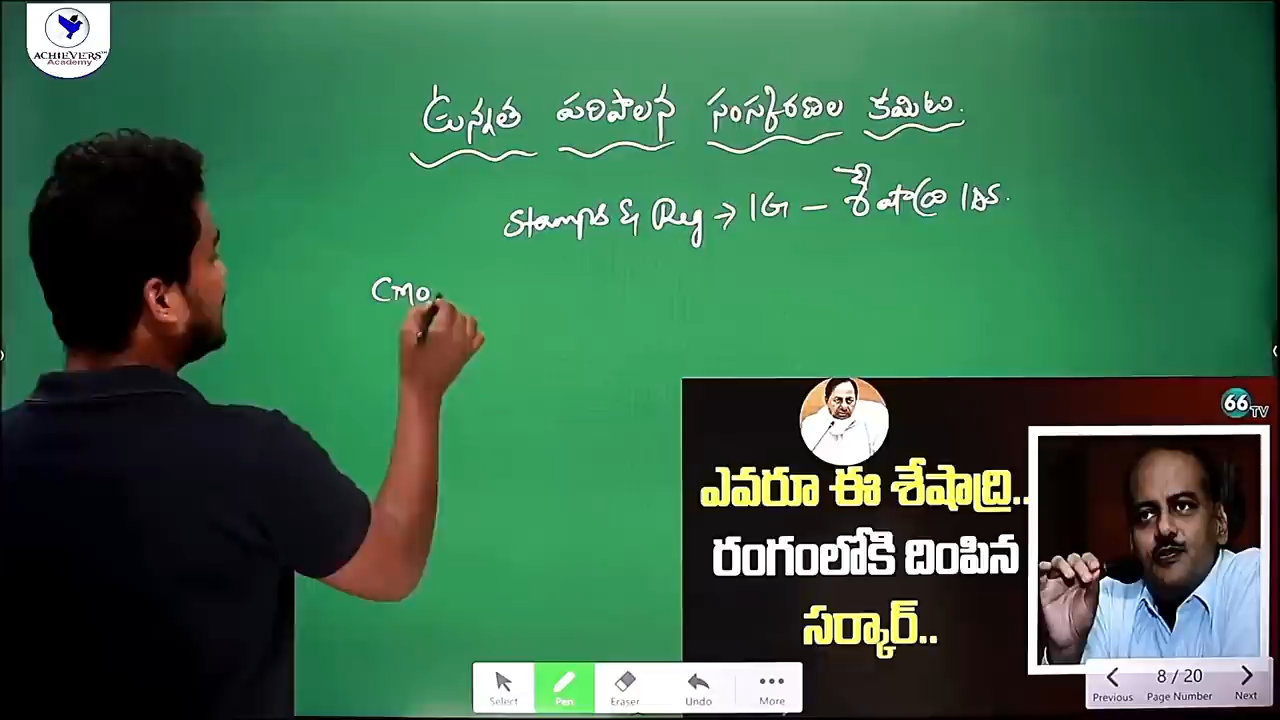 ACHIEVERS™
Academy
ఉన్నత పరిపాలన సంస్కరణల కమిటీ.
Stamps & Reg → IG – శేషాద్రి IAS.
CMO
66 TV
ఎవరూ ఈ శేషాద్రి..
రంగంలోకి దింపిన
సర్కార్..
Select Pen Eraser Undo More
8 / 20
Previous Page Number Next